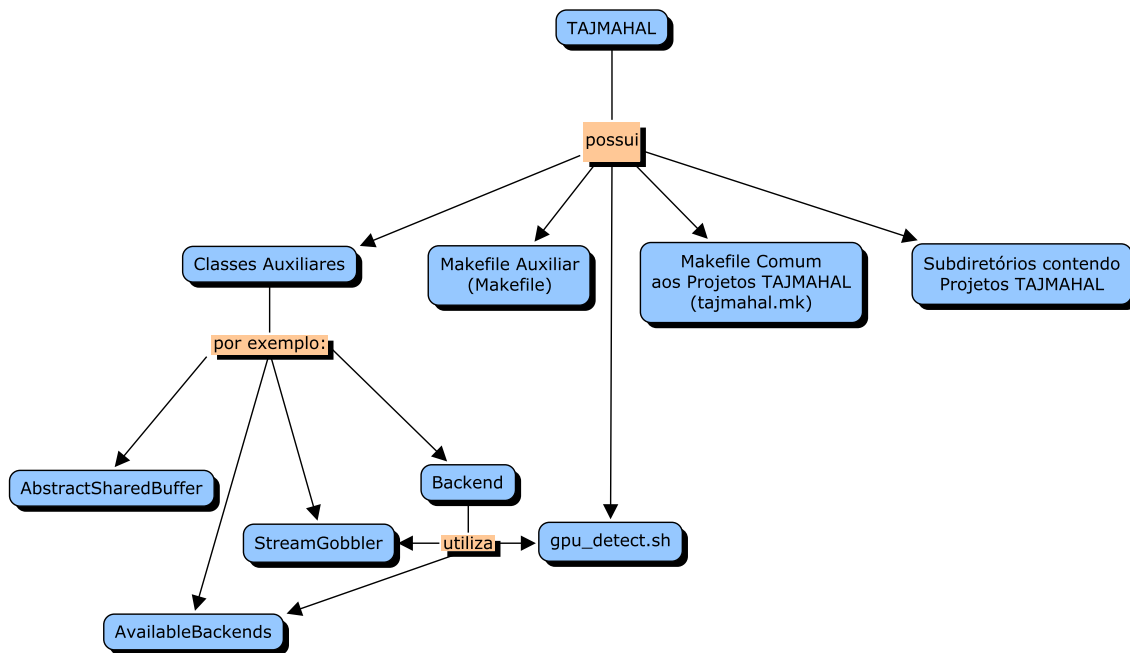 TAJMAHAL
possui
Classes Auxiliares
Makefile Auxiliar
(Makefile)
Makefile Comum
aos Projetos TAJMAHAL
(tajmahal.mk)
Subdiretórios contendo
Projetos TAJMAHAL
por exemplo:
AbstractSharedBuffer
Backend
StreamGobbler
utiliza
gpu_detect.sh
AvailableBackends